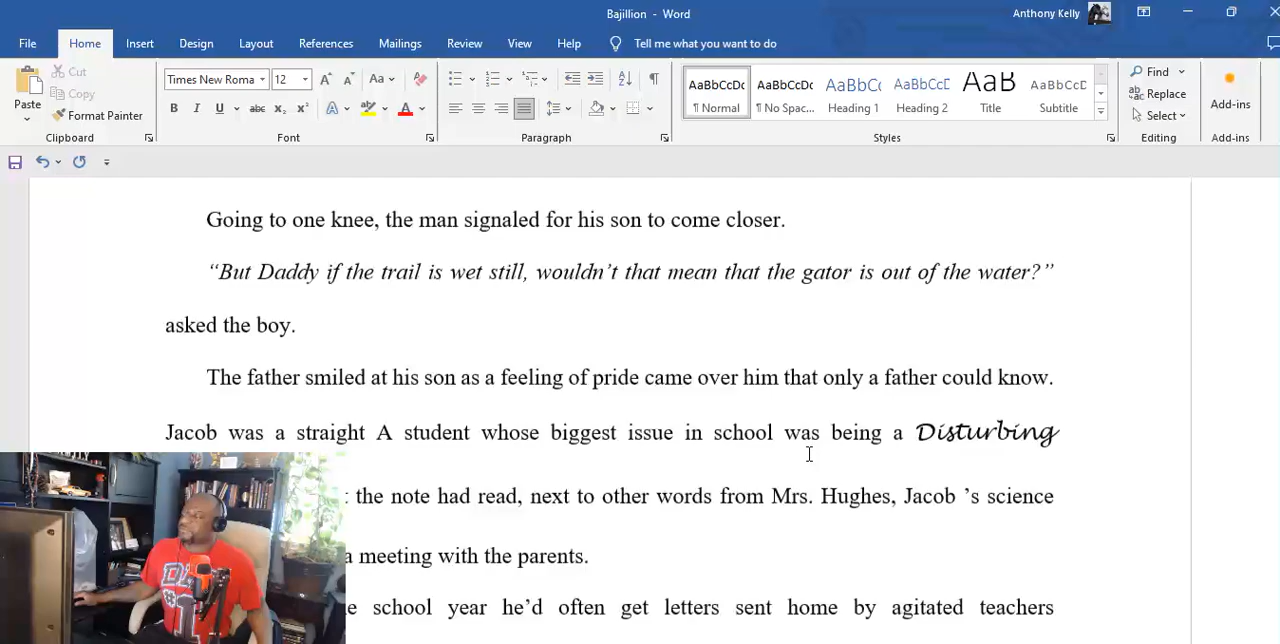 Bajillion - Word
Anthony Kelly
File Home Insert Design Layout References Mailings Review View Help Tell me what you want to do
Paste
Cut
Copy
Format Painter
Clipboard
Times New Roma 12 Aa
B I U abc x₂ x² A A
Font
Paragraph
AaBbCcDc AaBbCcDc AaBbC( AaBbCcD AaB AaBbCcD
¶ Normal ¶ No Spac... Heading 1 Heading 2 Title Subtitle
Styles
Find
Replace
Select
Editing
Add-ins
Add-ins
Going to one knee, the man signaled for his son to come closer.
“But Daddy if the trail is wet still, wouldn’t that mean that the gator is out of the water?”
asked the boy.
The father smiled at his son as a feeling of pride came over him that only a father could know.
Jacob was a straight A student whose biggest issue in school was being a Disturbing
the note had read, next to other words from Mrs. Hughes, Jacob ’s science
a meeting with the parents.
school year he’d often get letters sent home by agitated teachers